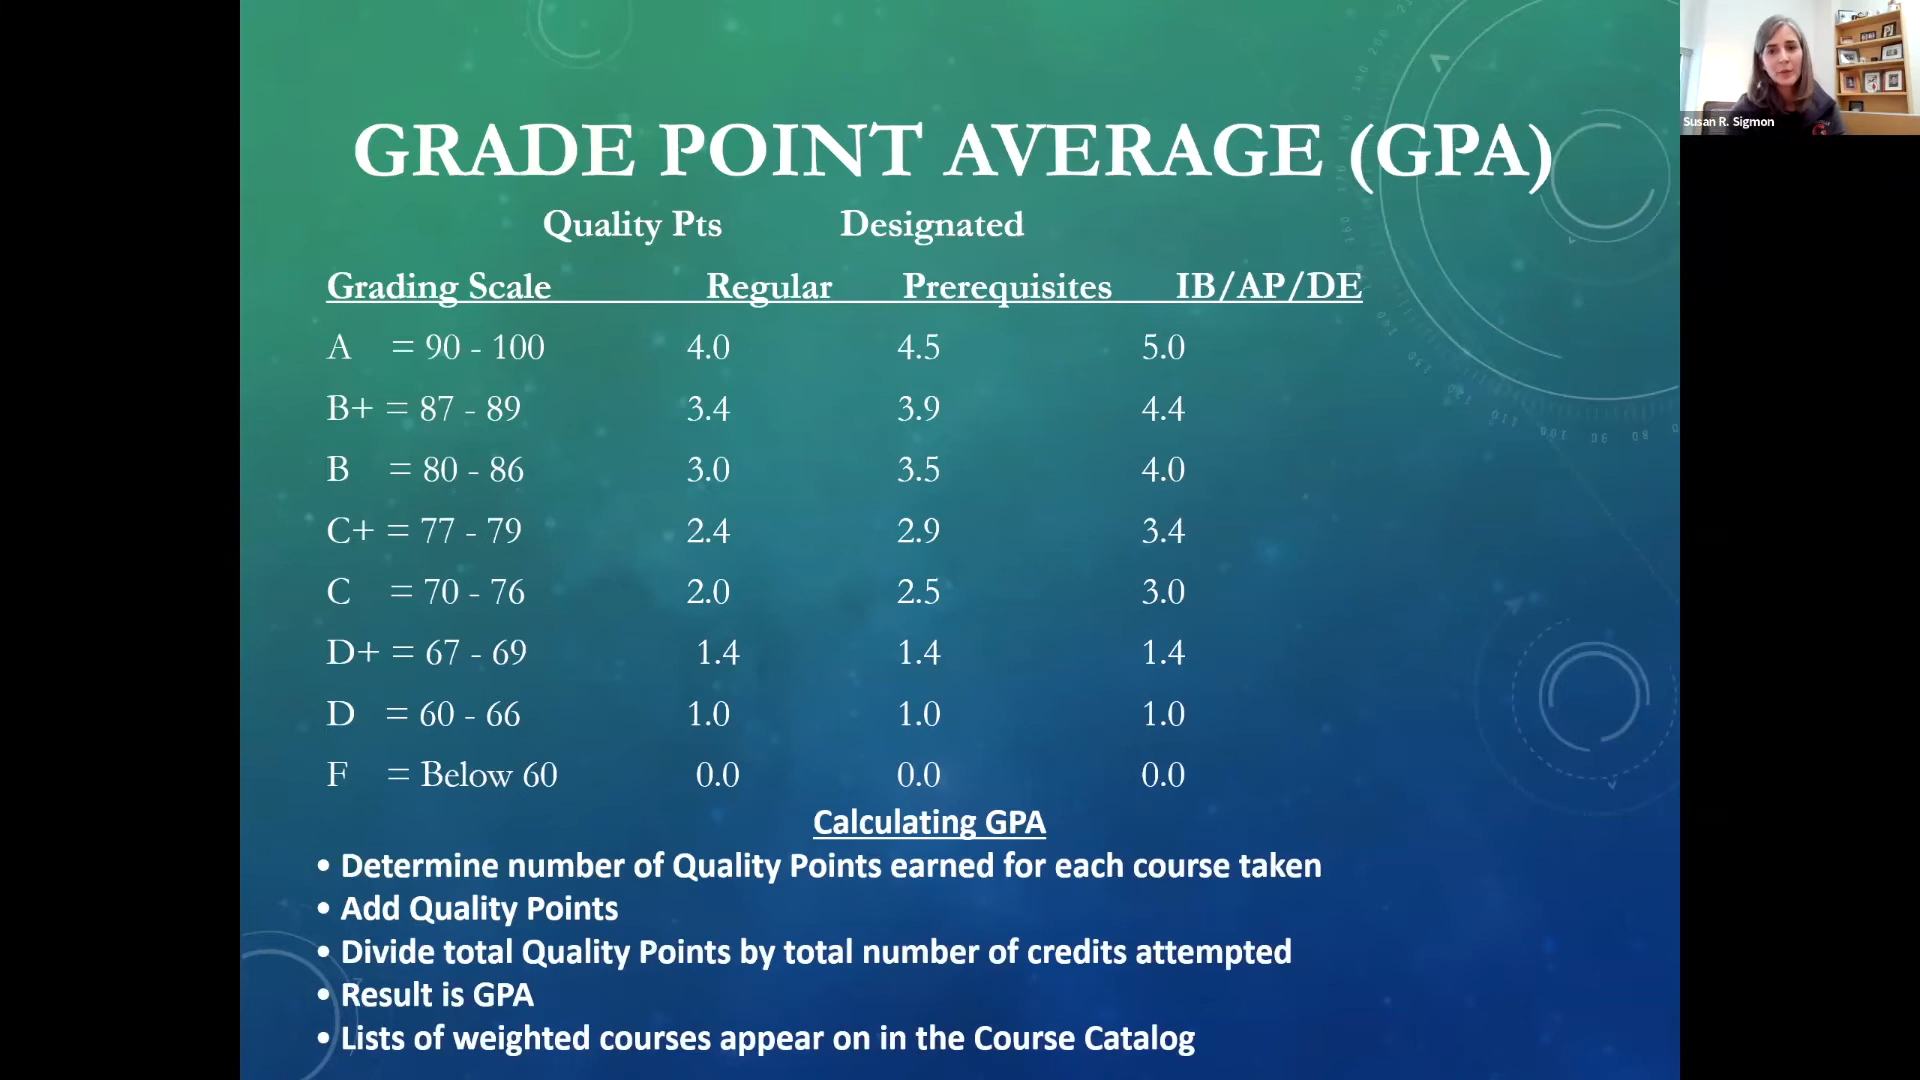 GRADE POINT AVERAGE (GPA)
Quality Pts Designated
Grading Scale Regular Prerequisites IB/AP/DE
A = 90 - 100 4.0 4.5 5.0
B+ = 87 - 89 3.4 3.9 4.4
B = 80 - 86 3.0 3.5 4.0
C+ = 77 - 79 2.4 2.9 3.4
C = 70 - 76 2.0 2.5 3.0
D+ = 67 - 69 1.4 1.4 1.4
D = 60 - 66 1.0 1.0 1.0
F = Below 60 0.0 0.0 0.0
Calculating GPA
• Determine number of Quality Points earned for each course taken
• Add Quality Points
• Divide total Quality Points by total number of credits attempted
• Result is GPA
• Lists of weighted courses appear on in the Course Catalog
Susan R. Sigmon